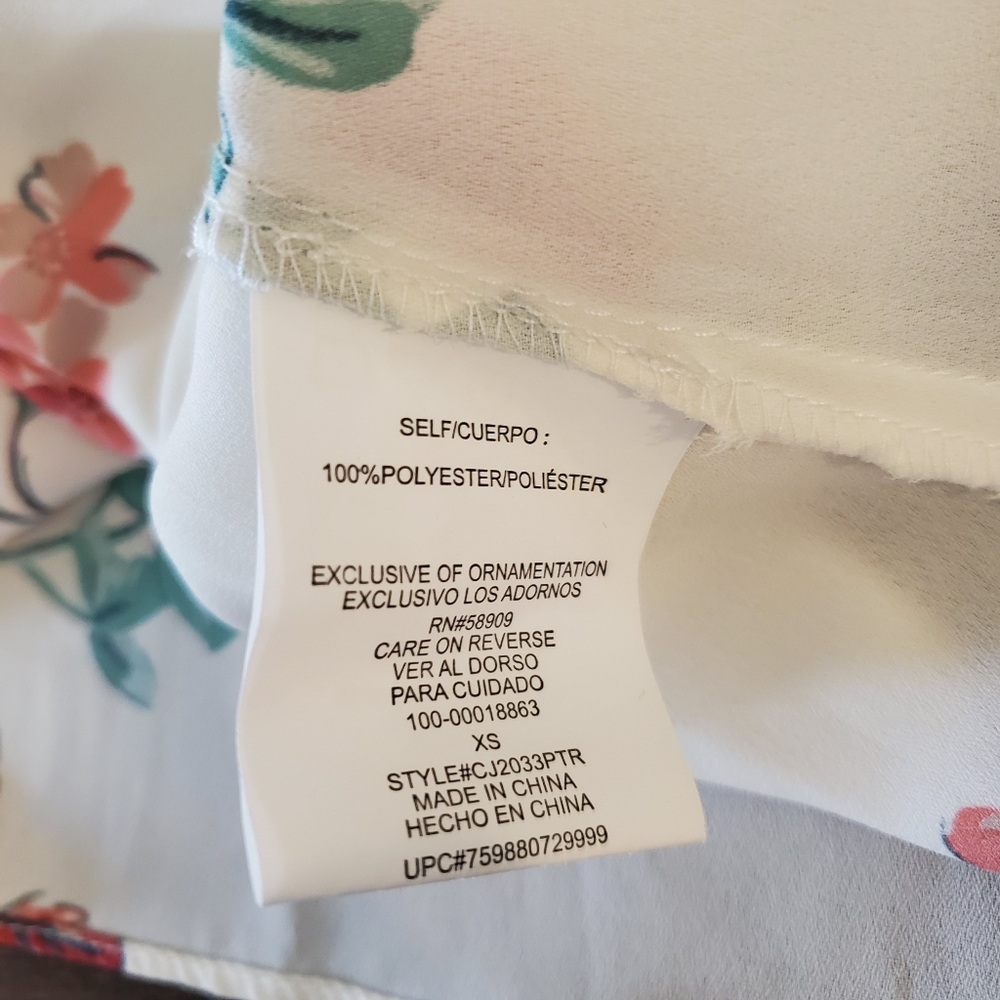 SELF/CUERPO :
100%POLYESTER/POLIÉSTER
EXCLUSIVE OF ORNAMENTATION
EXCLUSIVO LOS ADORNOS
RN#58909
CARE ON REVERSE
VER AL DORSO
PARA CUIDADO
100-00018863
XS
STYLE#CJ2033PTR
MADE IN CHINA
HECHO EN CHINA
UPC#759880729999